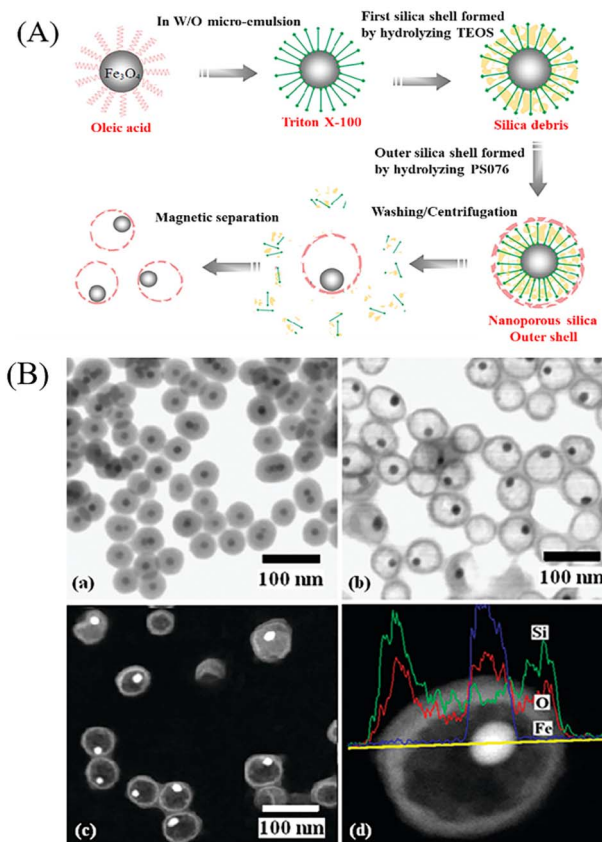 (A)
In W/O micro-emulsion
First silica shell formed
by hydrolyzing TEOS
Fe₃O₄
Oleic acid
Triton X-100
Silica debris
Outer silica shell formed
by hydrolyzing PS076
Magnetic separation
Washing/Centrifugation
Nanoporous silica
Outer shell
(B)
100 nm
(a)
100 nm
(b)
100 nm
(c)
Si
O
Fe
(d)